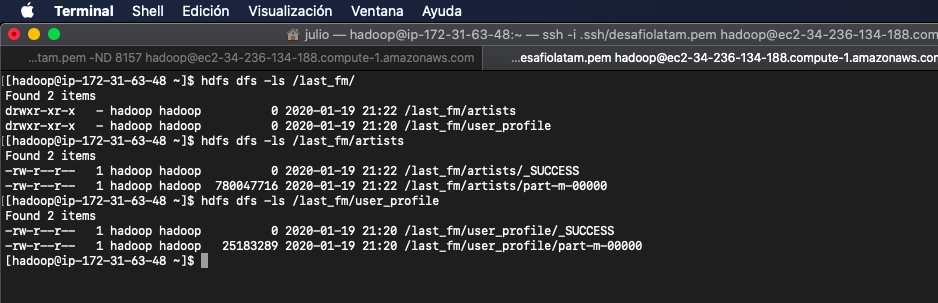 Terminal Shell Edición Visualización Ventana Ayuda
julio — hadoop@ip-172-31-63-48:~ — ssh -i .ssh/desafiolatam.pem hadoop@ec2-34-236-134-188.compute-1.amazonaws.c
...tam.pem -ND 8157 hadoop@ec2-34-236-134-188.compute-1.amazonaws.com ...esafiolatam.pem hadoop@ec2-34-236-134-188.compute-1.amazonaws.com
[[hadoop@ip-172-31-63-48 ~]$ hdfs dfs -ls /last_fm/
Found 2 items
drwxr-xr-x - hadoop hadoop 0 2020-01-19 21:22 /last_fm/artists
drwxr-xr-x - hadoop hadoop 0 2020-01-19 21:20 /last_fm/user_profile
[[hadoop@ip-172-31-63-48 ~]$ hdfs dfs -ls /last_fm/artists
Found 2 items
-rw-r--r-- 1 hadoop hadoop 0 2020-01-19 21:22 /last_fm/artists/_SUCCESS
-rw-r--r-- 1 hadoop hadoop 780047716 2020-01-19 21:22 /last_fm/artists/part-m-00000
[[hadoop@ip-172-31-63-48 ~]$ hdfs dfs -ls /last_fm/user_profile
Found 2 items
-rw-r--r-- 1 hadoop hadoop 0 2020-01-19 21:20 /last_fm/user_profile/_SUCCESS
-rw-r--r-- 1 hadoop hadoop 25183289 2020-01-19 21:20 /last_fm/user_profile/part-m-00000
[hadoop@ip-172-31-63-48 ~]$